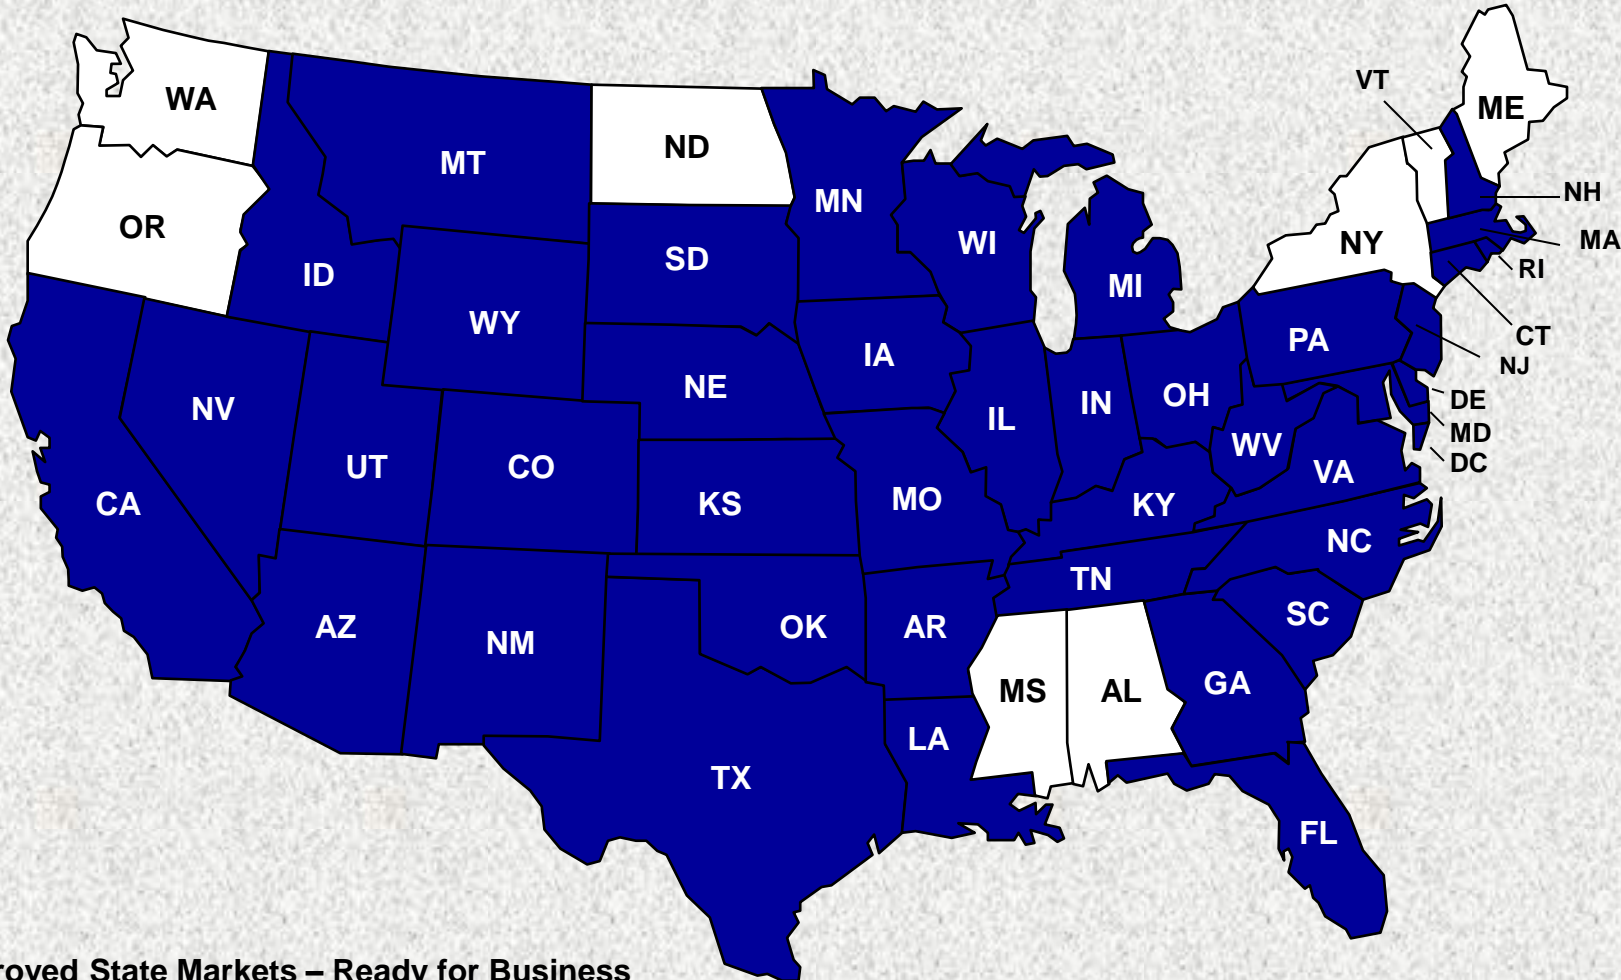 VT
ME
WA
ND
MT
MN
NH
OR
MA
NY
WI
SD
RI
ID
MI
WY
CT
PA
IA
NJ
NE
OH
DE
IN
NV
IL
MD
WV
DC
UT
CO
VA
MO
KS
CA
KY
NC
TN
SC
AZ
OK
AR
NM
GA
MS
AL
LA
TX
FL
State Markets – Ready for Business